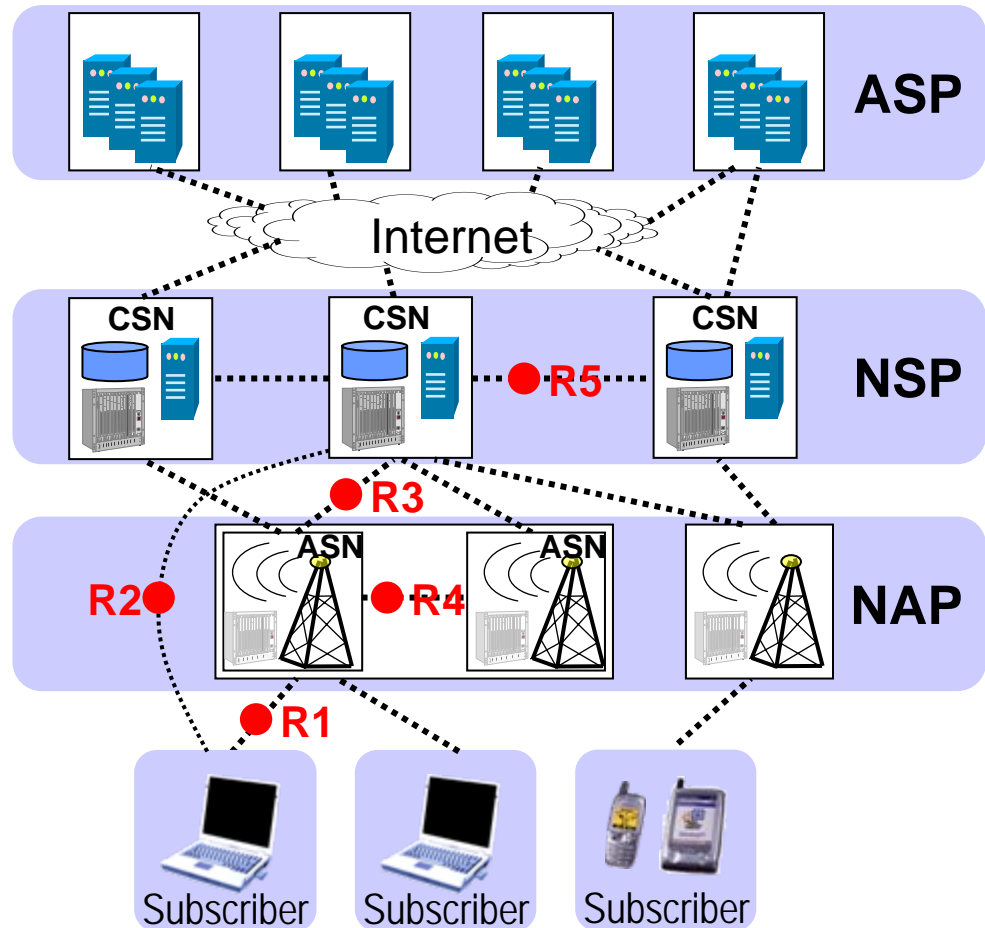 ASP
Internet
CSN
CSN
CSN
R5
NSP
R3
ASN
ASN
R2
R4
NAP
R1
Subscriber
Subscriber
Subscriber